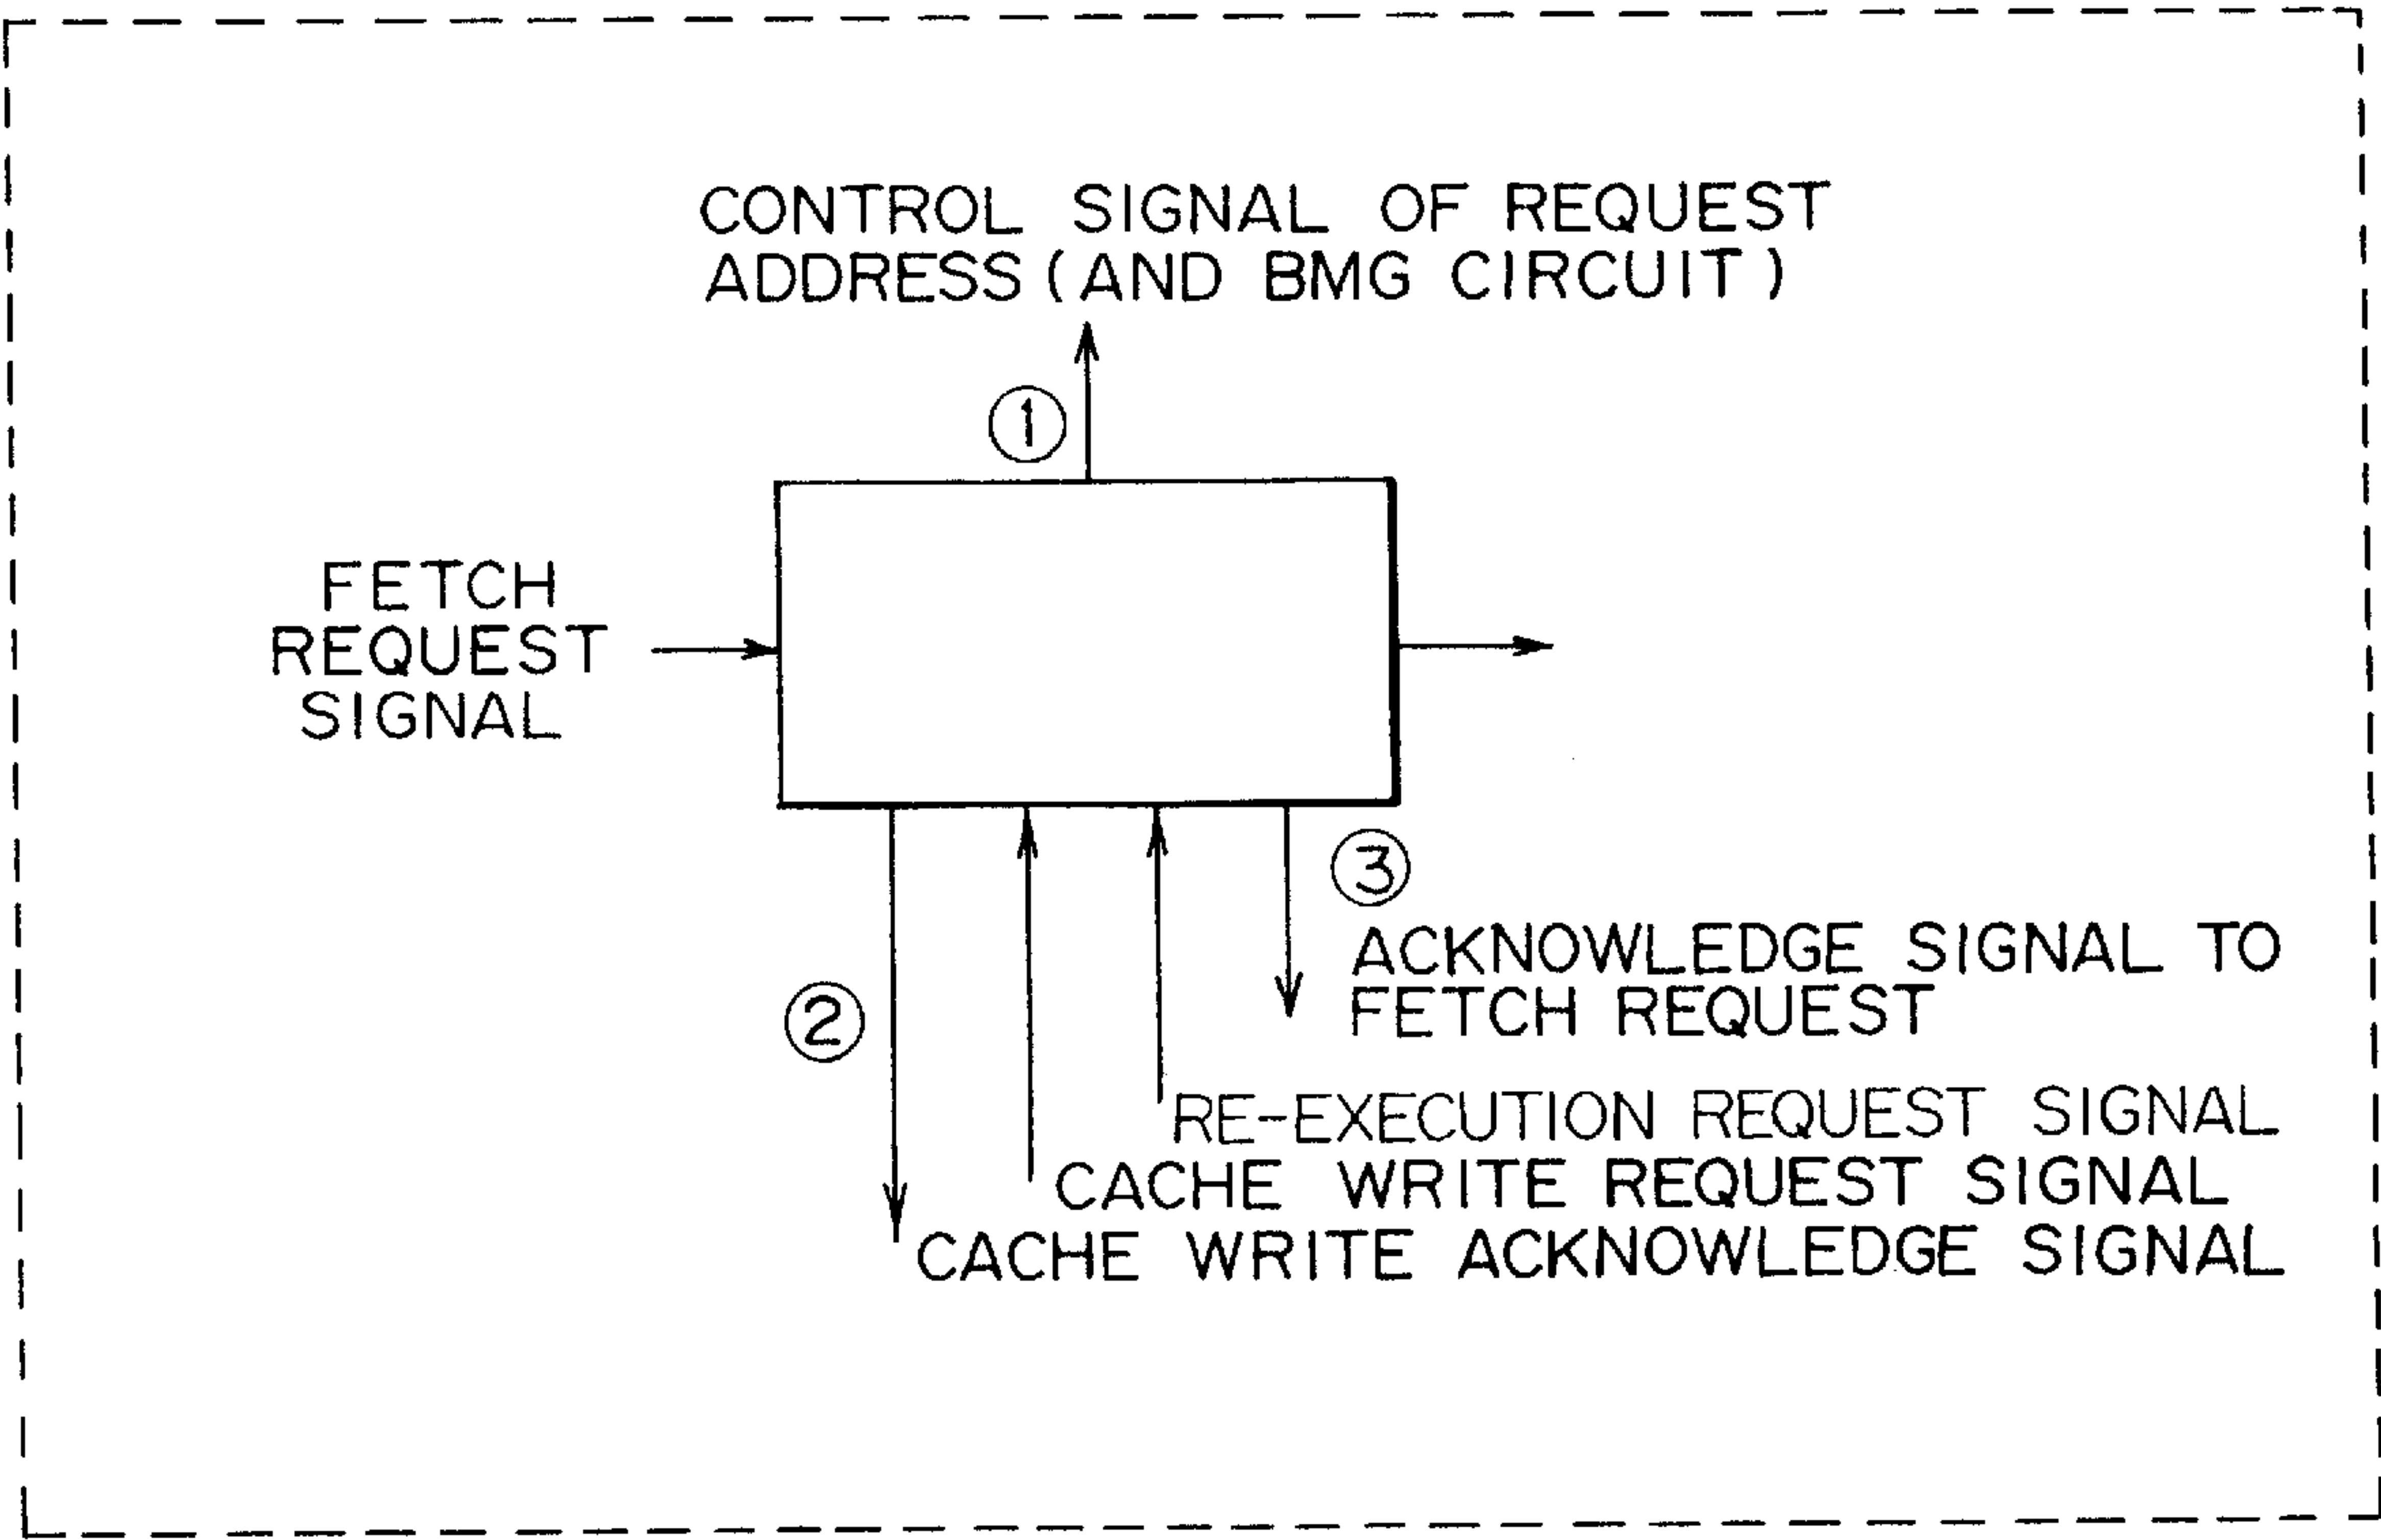 CONTROL SIGNAL OF REQUEST
ADDRESS (AND BMG CIRCUIT)
①
FETCH
REQUEST
SIGNAL
③
ACKNOWLEDGE SIGNAL TO
FETCH REQUEST
②
RE-EXECUTION REQUEST SIGNAL
CACHE WRITE REQUEST SIGNAL
CACHE WRITE ACKNOWLEDGE SIGNAL